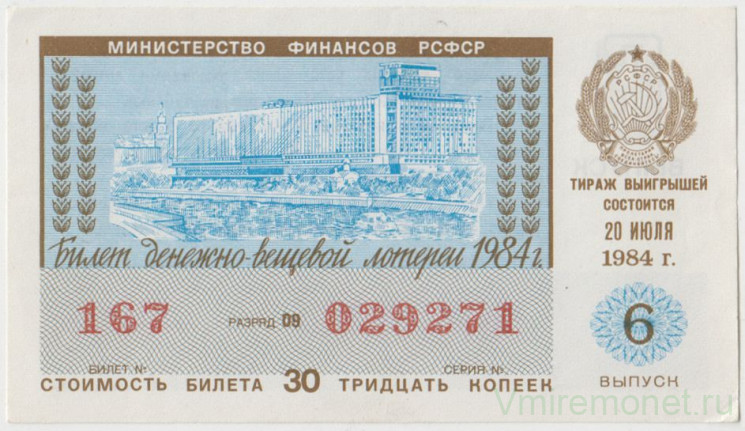 МИНИСТЕРСТВО ФИНАНСОВ РСФСР
Билет денежно-вещевой лотереи 1984 г.
167 РАЗРЯД 09 029271
БИЛЕТ № СЕРИЯ №
СТОИМОСТЬ БИЛЕТА 30 ТРИДЦАТЬ КОПЕЕК
РСФСР
ТИРАЖ ВЫИГРЫШЕЙ
СОСТОИТСЯ
20 ИЮЛЯ
1984 г.
6
ВЫПУСК
Vmiremonet.ru